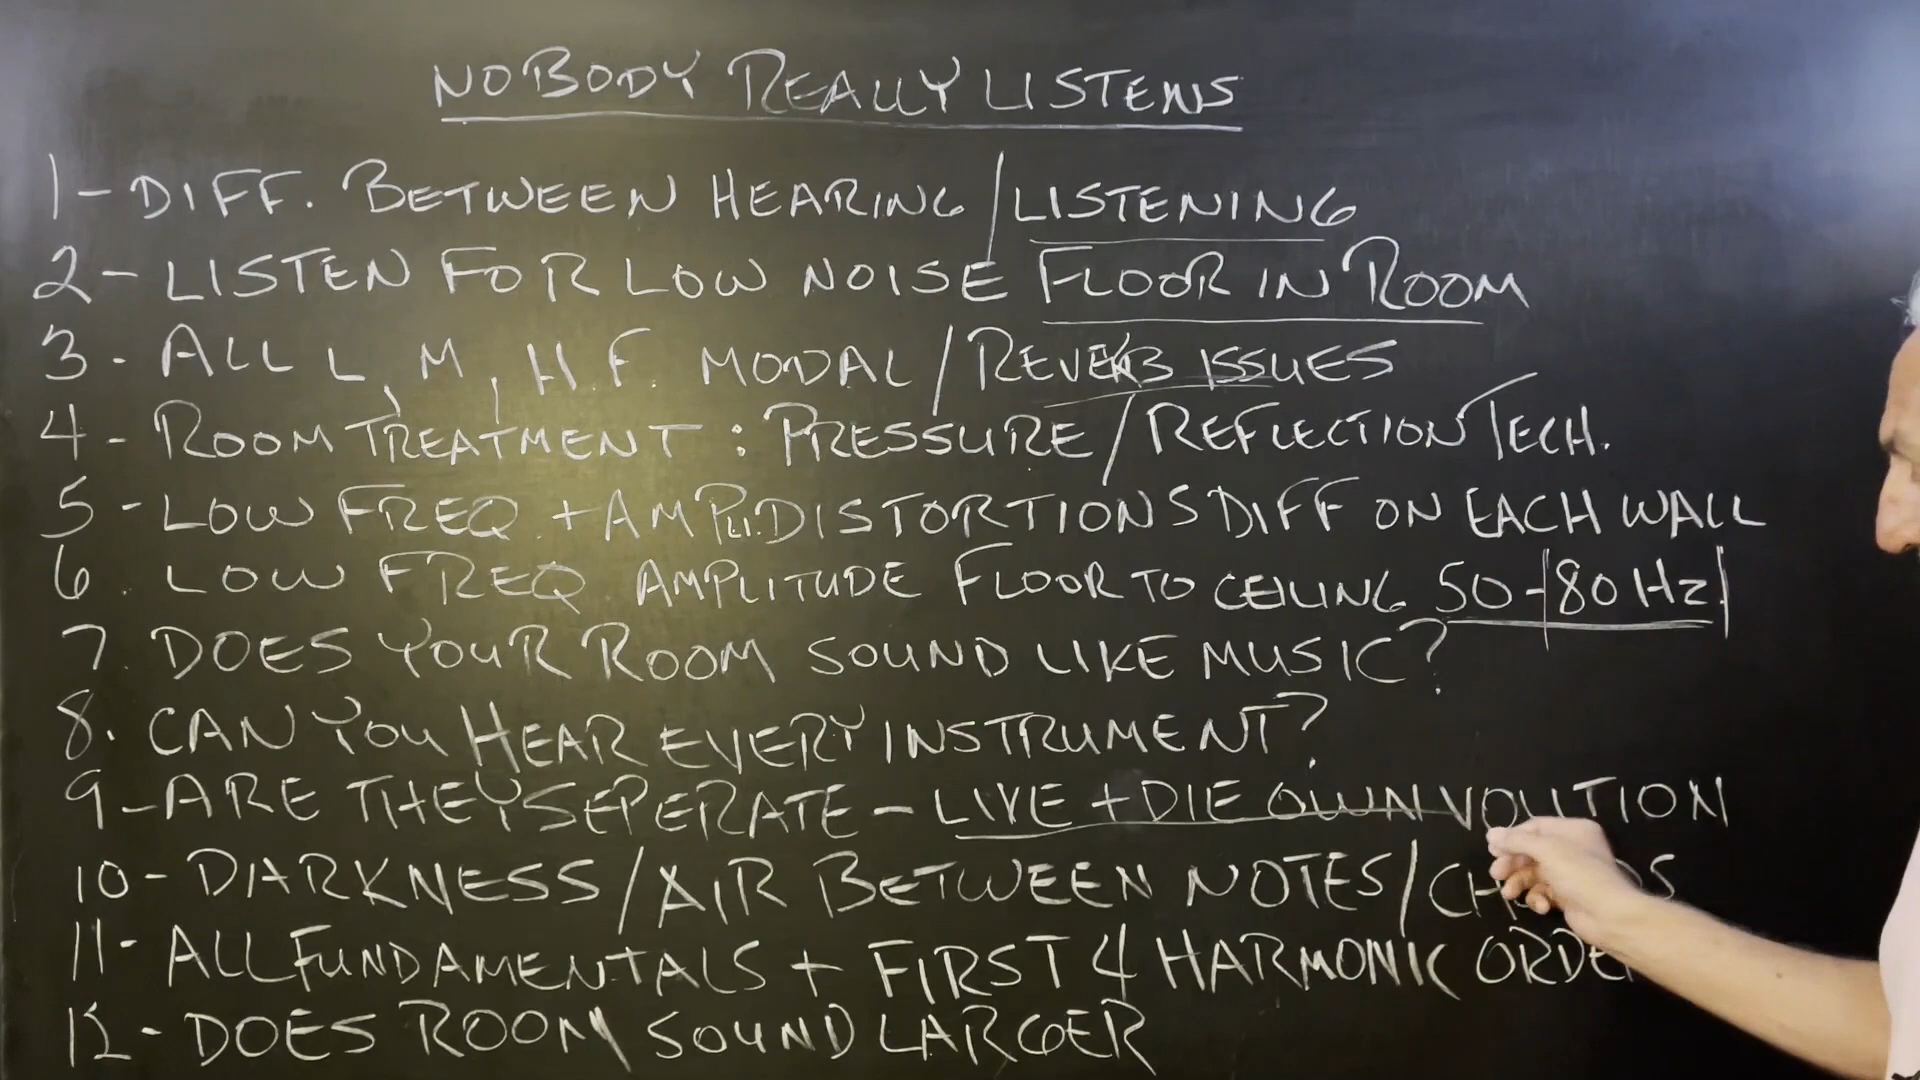 NOBODY REALLY LISTENS
1-DIFF. BETWEEN HEARING/LISTENING
2-LISTEN FOR LOW NOISE FLOOR IN ROOM
3-ALL L, M, H.F. MODAL/REVERB ISSUES
4-ROOM TREATMENT: PRESSURE/REFLECTION TECH.
5-LOW FREQ + AMPLI. DISTORTIONS DIFF ON EACH WALL
6. LOW FREQ AMPLITUDE FLOOR TO CEILING 50-|80 Hz|
7. DOES YOUR ROOM SOUND LIKE MUSIC?
8. CAN YOU HEAR EVERY INSTRUMENT?
9-ARE THEY SEPERATE - LIVE + DIE OWN VOLITION
10-DARKNESS/AIR BETWEEN NOTES/
11-ALL FUNDAMENTALS + FIRST 4 HARMONIC
12-DOES ROOM SOUND LARGER